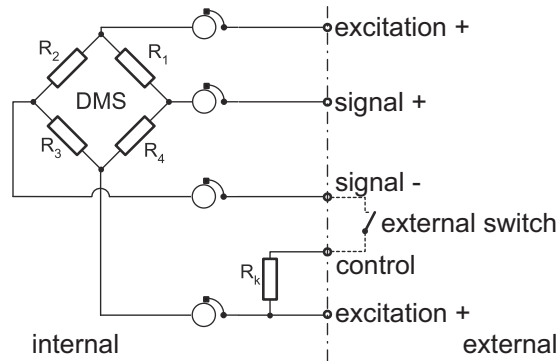 excitation +
R2
R1
DMS
signal +
R3
R4
signal -
external switch
control
Rk
excitation +
internal
external